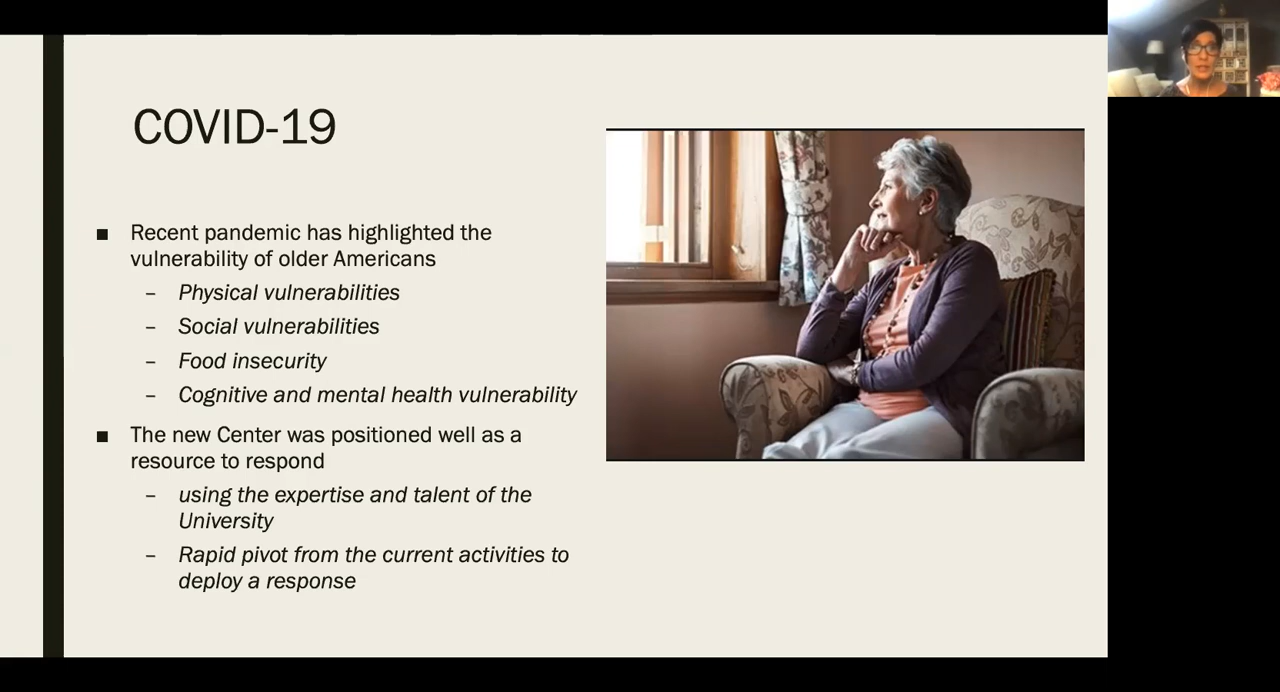 COVID-19
■ Recent pandemic has highlighted the
vulnerability of older Americans
– Physical vulnerabilities
– Social vulnerabilities
– Food insecurity
– Cognitive and mental health vulnerability
■ The new Center was positioned well as a
resource to respond
– using the expertise and talent of the
University
– Rapid pivot from the current activities to
deploy a response